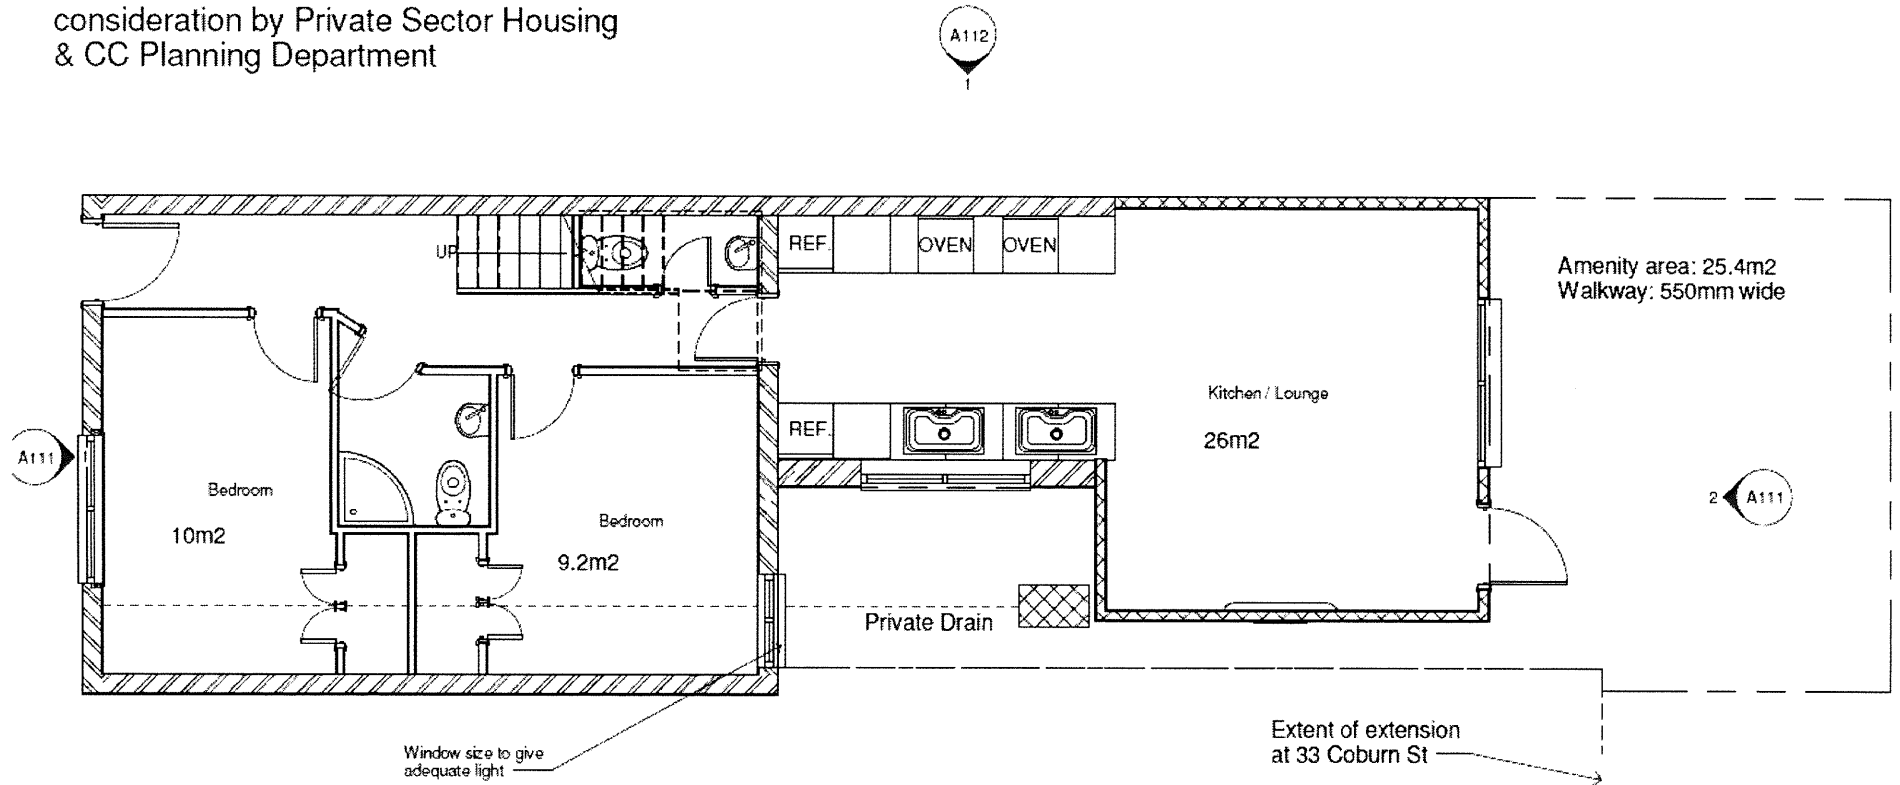 consideration by Private Sector Housing
& CC Planning Department
A112
1
UP
REF.
OVEN
OVEN
Amenity area: 25.4m2
Walkway: 550mm wide
Kitchen / Lounge
26m2
REF.
A111
Bedroom
10m2
Bedroom
9.2m2
2
A111
Private Drain
Window size to give
adequate light
Extent of extension
at 33 Coburn St